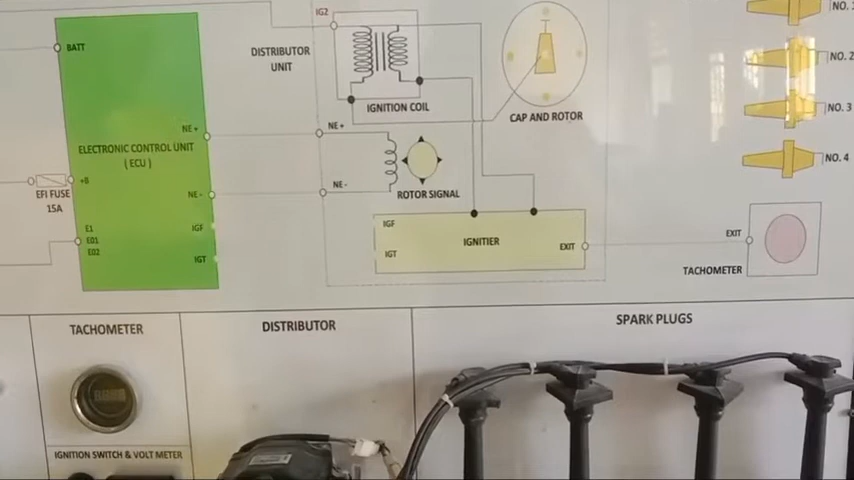 IG2
NO. 1
BATT
DISTRIBUTOR
UNIT
NO. 2
IGNITION COIL
CAP AND ROTOR
NO. 3
NE+
NE+
ELECTRONIC CONTROL UNIT
( ECU )
NO. 4
+B
EFI FUSE
15A
NE-
NE-
ROTOR SIGNAL
E1
E01
E02
IGF
IGT
IGF
IGT
IGNITIER
EXIT
EXIT
TACHOMETER
TACHOMETER
DISTRIBUTOR
SPARK PLUGS
IGNITION SWITCH & VOLT METER